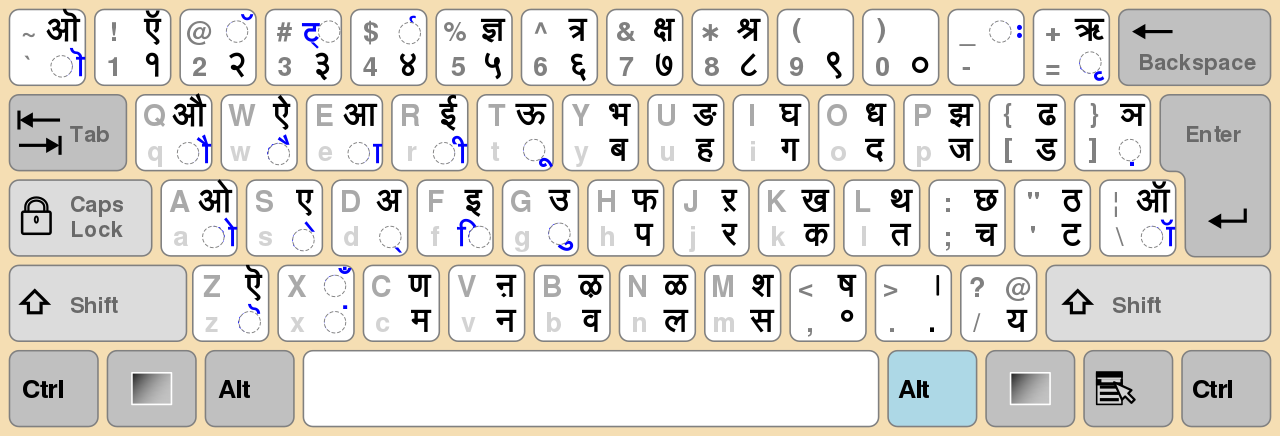 ~ ऒ ! ऍ @ ◌ॅ # ्र $ र् % ज्ञ ^ त्र & क्ष * श्र ( ) _ ◌ः + ऋ
` ◌ॊ 1 १ 2 २ 3 ३ 4 ४ 5 ५ 6 ६ 7 ७ 8 ८ 9 ९ 0 ० - = ◌ृ Backspace
Q औ W ऐ E आ R ई T ऊ Y भ U ङ I घ O ध P झ { ढ } ञ Enter
Tab q ◌ौ w ◌ै e ◌ा r ◌ी t ◌ू y ब u ह i ग o द p ज [ ड ] ◌़
Caps A ओ S ए D अ F इ G उ H फ J ऱ K ख L थ : छ " ठ ¦ ऑ
Lock a ◌ो s ◌े d ◌् f ◌ि g ◌ु h प j र k क l त ; च ' ट \ ◌ॉ
Z ऎ X ◌ँ C ण V ऩ B ऴ N ळ M श < ष > । ? @
Shift z ◌ॆ x ◌ं c म v न b व n ल m स , ॰ . . / य Shift
Ctrl Alt Alt Ctrl